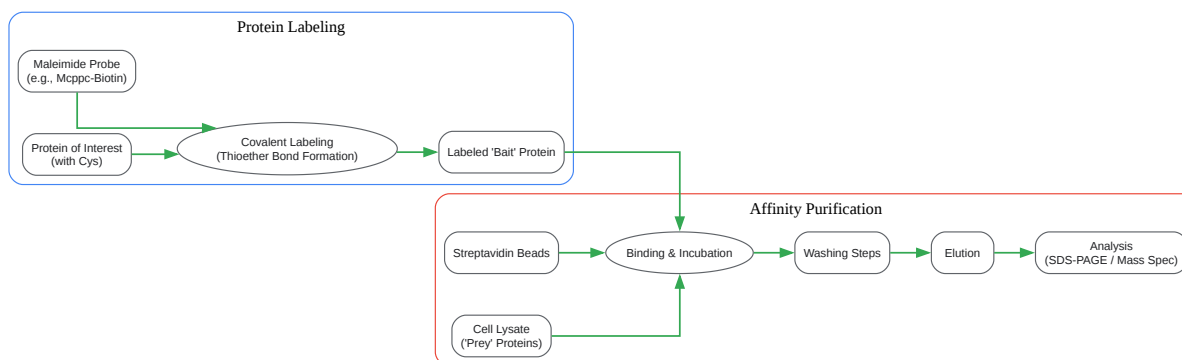 Protein Labeling
Maleimide Probe
(e.g., Mcppc-Biotin)
Protein of Interest
(with Cys)
Covalent Labeling
(Thioether Bond Formation)
Labeled 'Bait' Protein
Affinity Purification
Streptavidin Beads
Binding & Incubation
Washing Steps
Elution
Analysis
(SDS-PAGE / Mass Spec)
Cell Lysate
('Prey' Proteins)